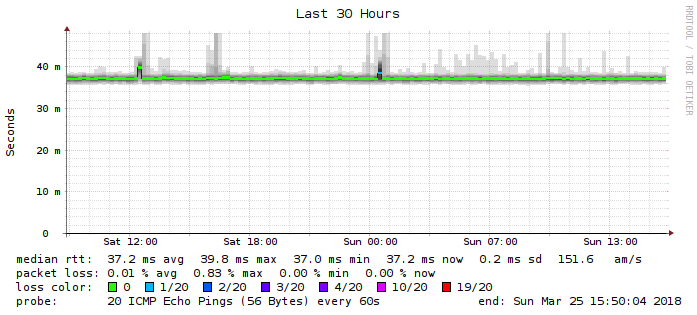 Last 30 Hours
RRDTOOL / TOBI OETIKER
Seconds
40 m
30 m
20 m
10 m
0
Sat 12:00 Sat 18:00 Sun 00:00 Sun 07:00 Sun 13:00
median rtt: 37.2 ms avg 39.8 ms max 37.0 ms min 37.2 ms now 0.2 ms sd 151.6 am/s
packet loss: 0.01 % avg 0.83 % max 0.00 % min 0.00 % now
loss color: 0 1/20 2/20 3/20 4/20 10/20 19/20
probe: 20 ICMP Echo Pings (56 Bytes) every 60s end: Sun Mar 25 15:50:04 2018